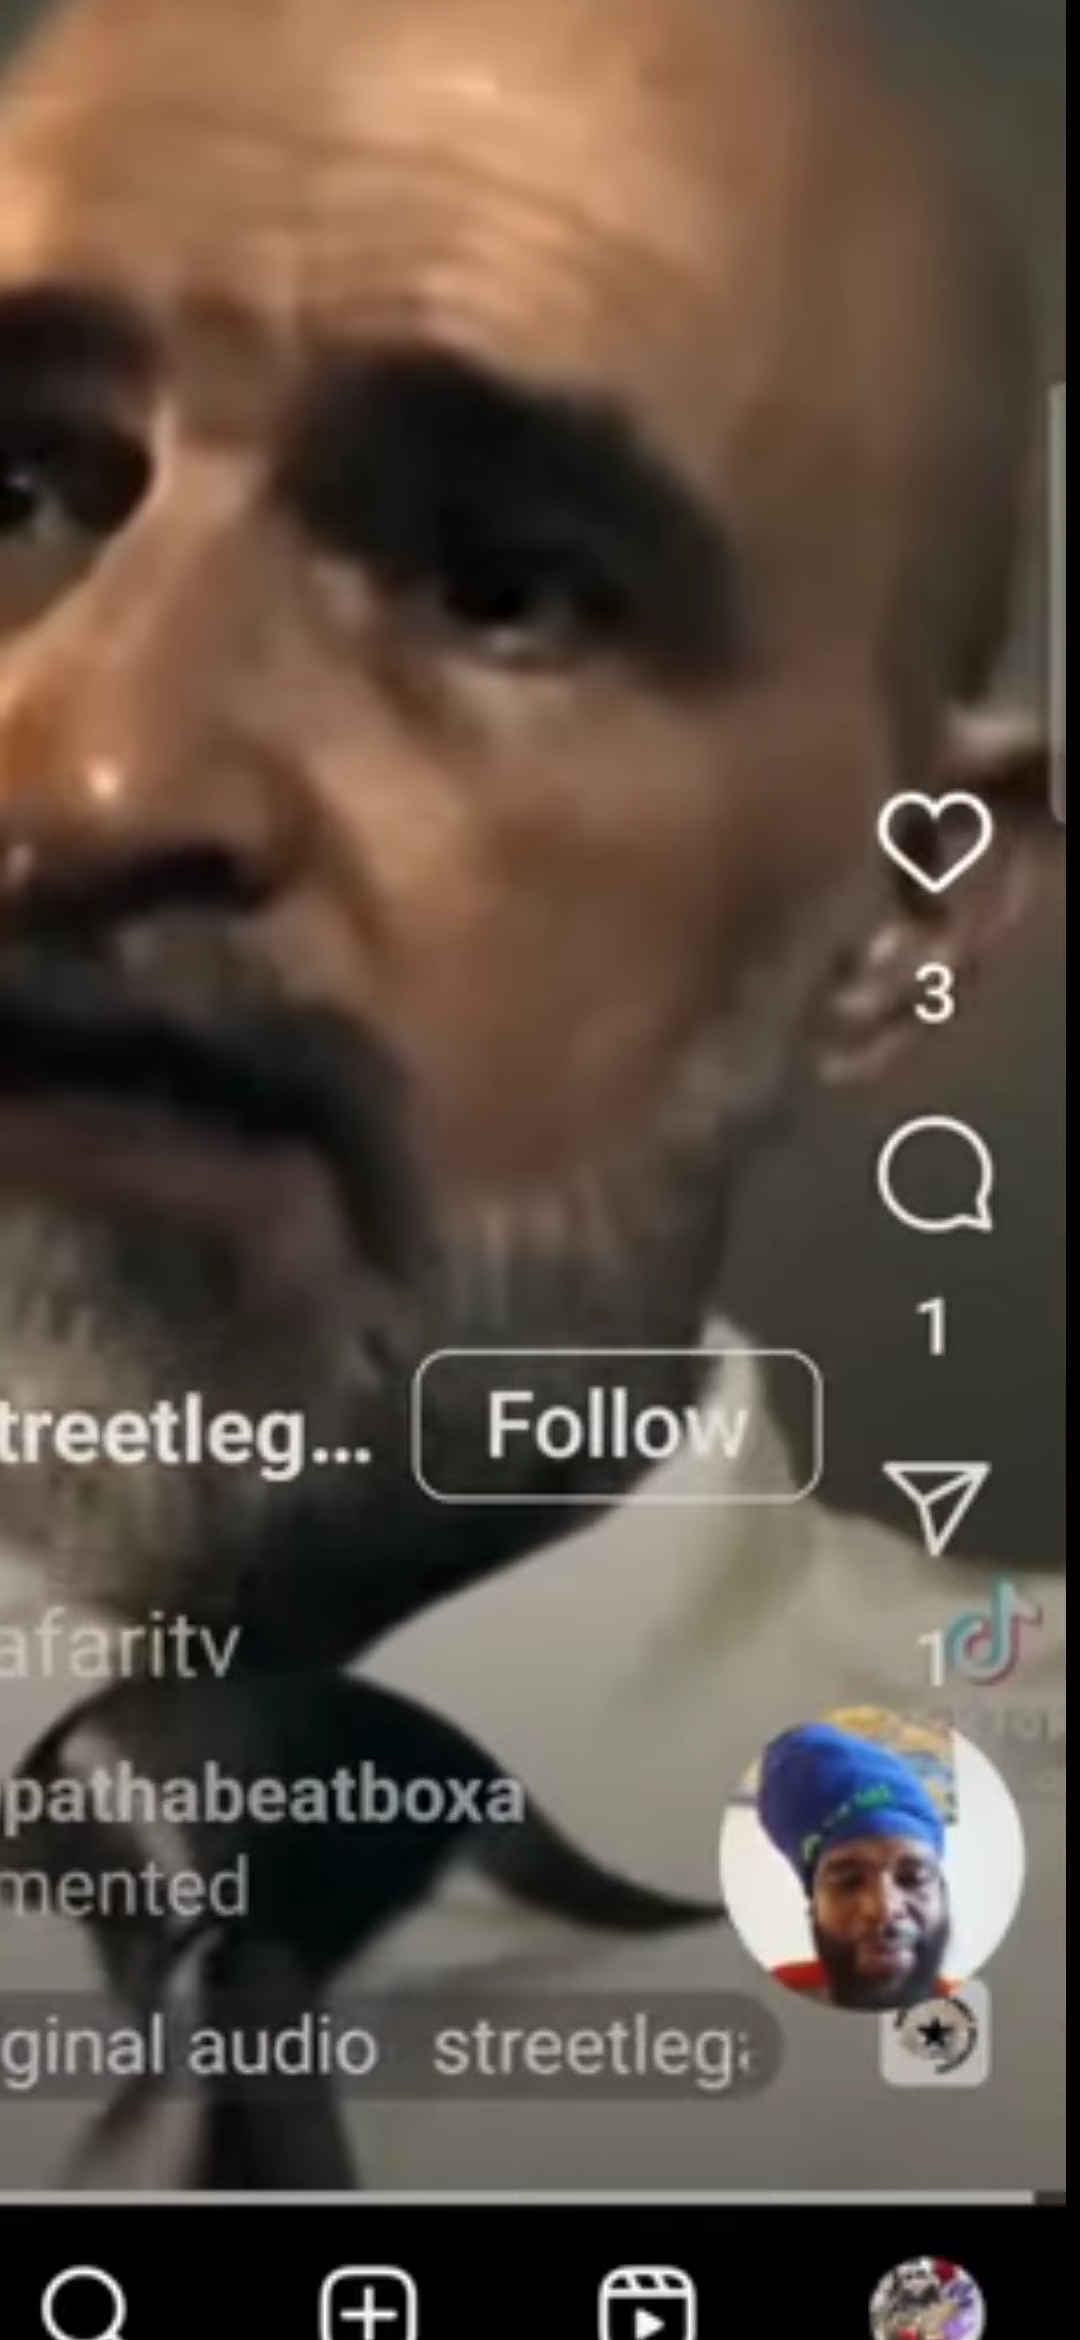 3
1
treetleg...
Follow
afaritv
1
pathabeatboxa
mented
ginal audio streetleg